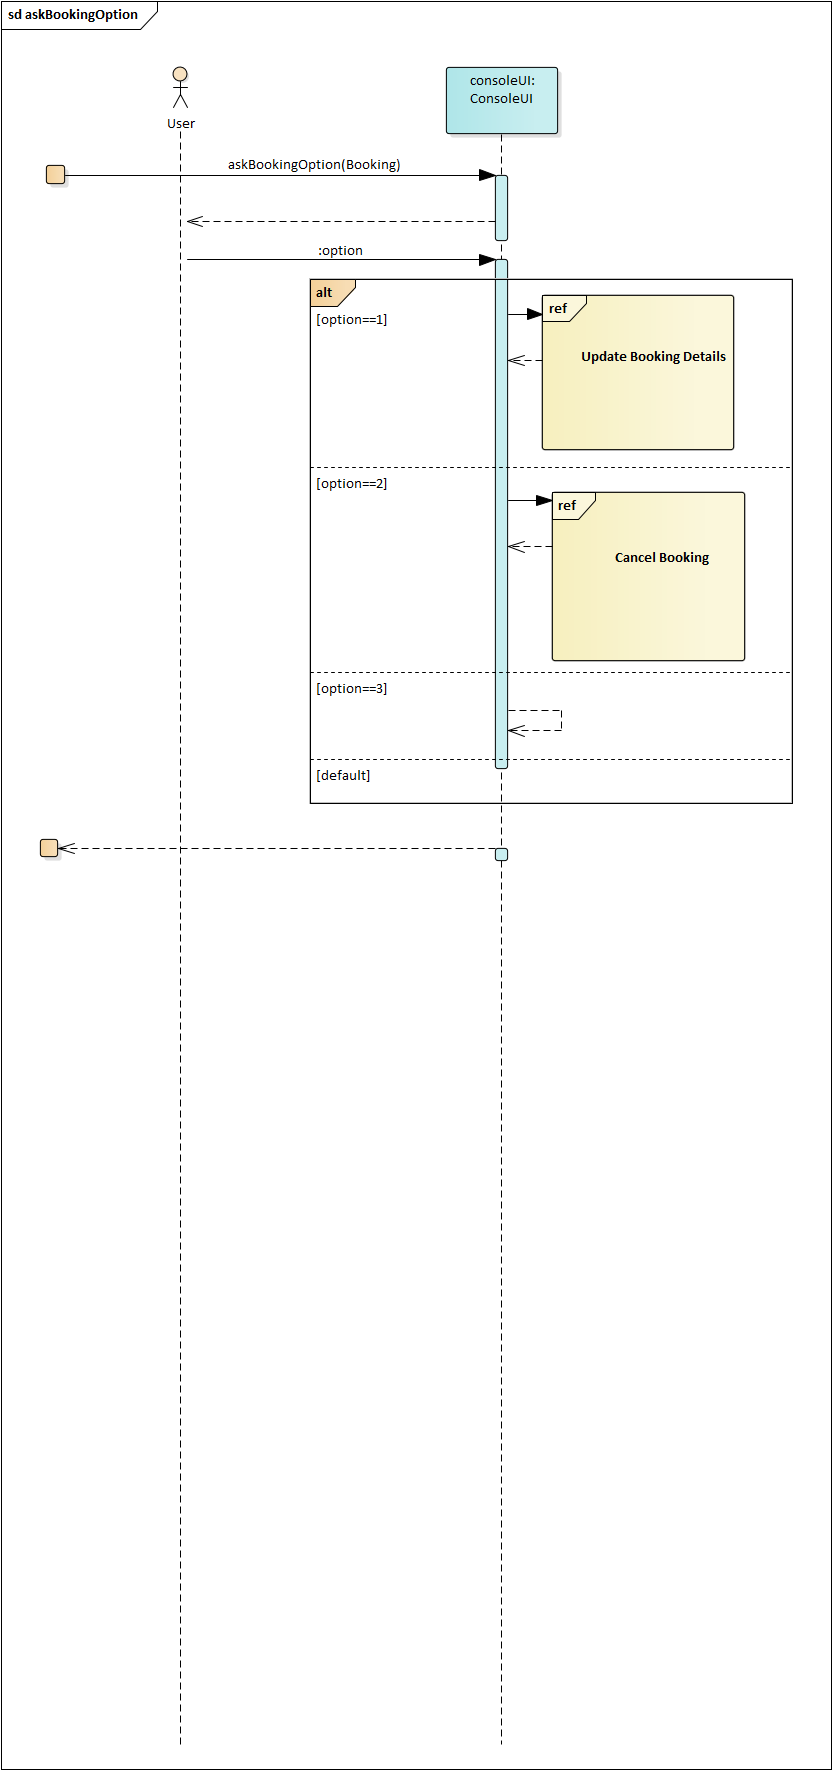 sd askBookingOption
User
consoleUI:
ConsoleUI
askBookingOption(Booking)
:option
alt
[option==1]
ref
Update Booking Details
[option==2]
ref
Cancel Booking
[option==3]
[default]